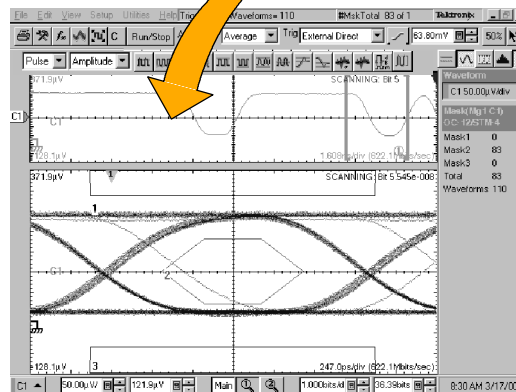 File Edit View Setup Utilities Help Trig Waveforms= 110 #MskTotal 83 of 1 Tektronix
C Run/Stop Average Trig External Direct 63.80mV 50%
Pulse Amplitude
371.9µV SCANNING: Bit 5 Waveform
C1 50.00µV/div
C1 C1 Mask(Mg1 C1)
OC-12/STM-4
Mask1 0
-128.1µV 1.608ns/div (622.1Mbits/sec) Mask2 83
Mask3 0
371.9µV 1 SCANNING: Bit 5.545e-008 Total 83
Waveforms 110
1
C1 2
-128.1µV 3 247.0ps/div (622.1Mbits/sec)
C1 50.00µV/ 121.9µV Main 1.000bits/d 36.39bits 8:30 AM 3/17/00